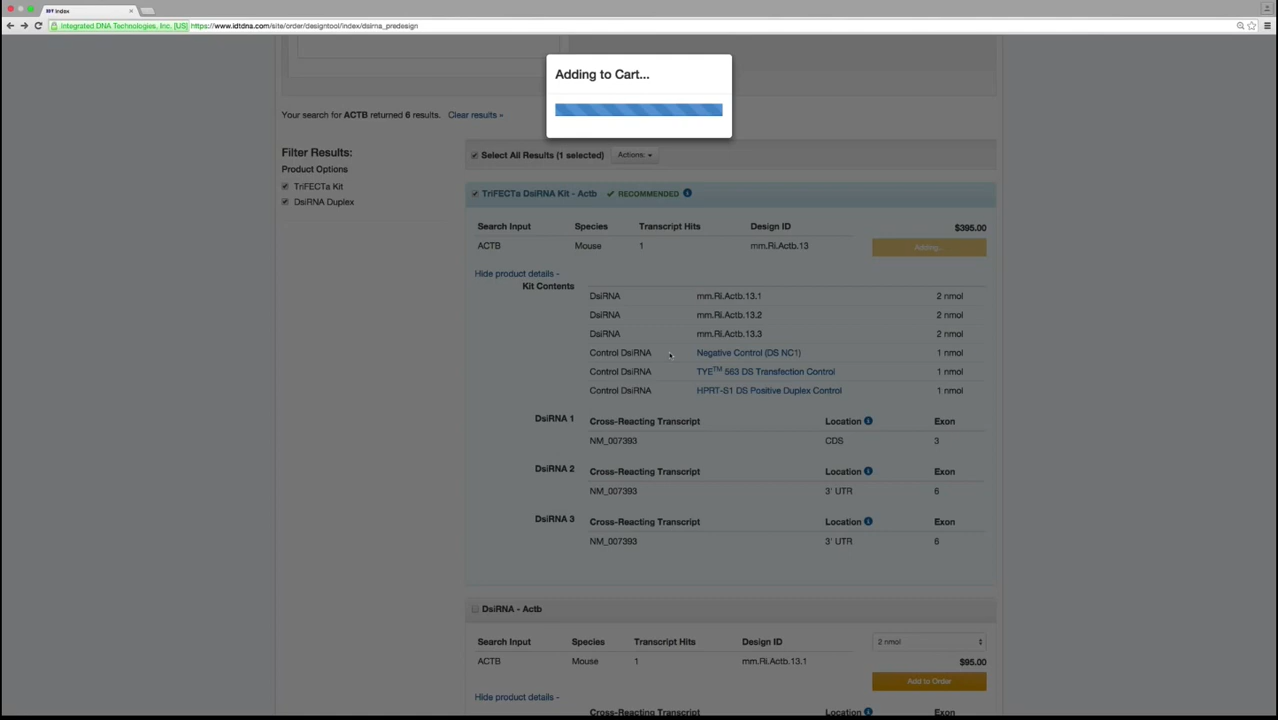 Index
Integrated DNA Technologies, Inc. [US] https://www.idtdna.com/site/order/designtool/index/dsirna_predesign
Adding to Cart...
Your search for ACTB returned 6 results. Clear results »
Filter Results:
Product Options
TriFECTa Kit
DsiRNA Duplex
Select All Results (1 selected) Actions:
TriFECTa DsiRNA Kit - Actb RECOMMENDED
Search Input Species Transcript Hits Design ID $395.00
ACTB Mouse 1 mm.Ri.Actb.13 Adding...
Hide product details -
Kit Contents
DsiRNA mm.Ri.Actb.13.1 2 nmol
DsiRNA mm.Ri.Actb.13.2 2 nmol
DsiRNA mm.Ri.Actb.13.3 2 nmol
Control DsiRNA Negative Control (DS NC1) 1 nmol
Control DsiRNA TYE™ 563 DS Transfection Control 1 nmol
Control DsiRNA HPRT-S1 DS Positive Duplex Control 1 nmol
DsiRNA 1 Cross-Reacting Transcript Location Exon
NM_007393 CDS 3
DsiRNA 2 Cross-Reacting Transcript Location Exon
NM_007393 3' UTR 6
DsiRNA 3 Cross-Reacting Transcript Location Exon
NM_007393 3' UTR 6
DsiRNA - Actb
Search Input Species Transcript Hits Design ID 2 nmol
ACTB Mouse 1 mm.Ri.Actb.13.1 $95.00
Add to Order
Hide product details -
Cross-Reacting Transcript Location Exon